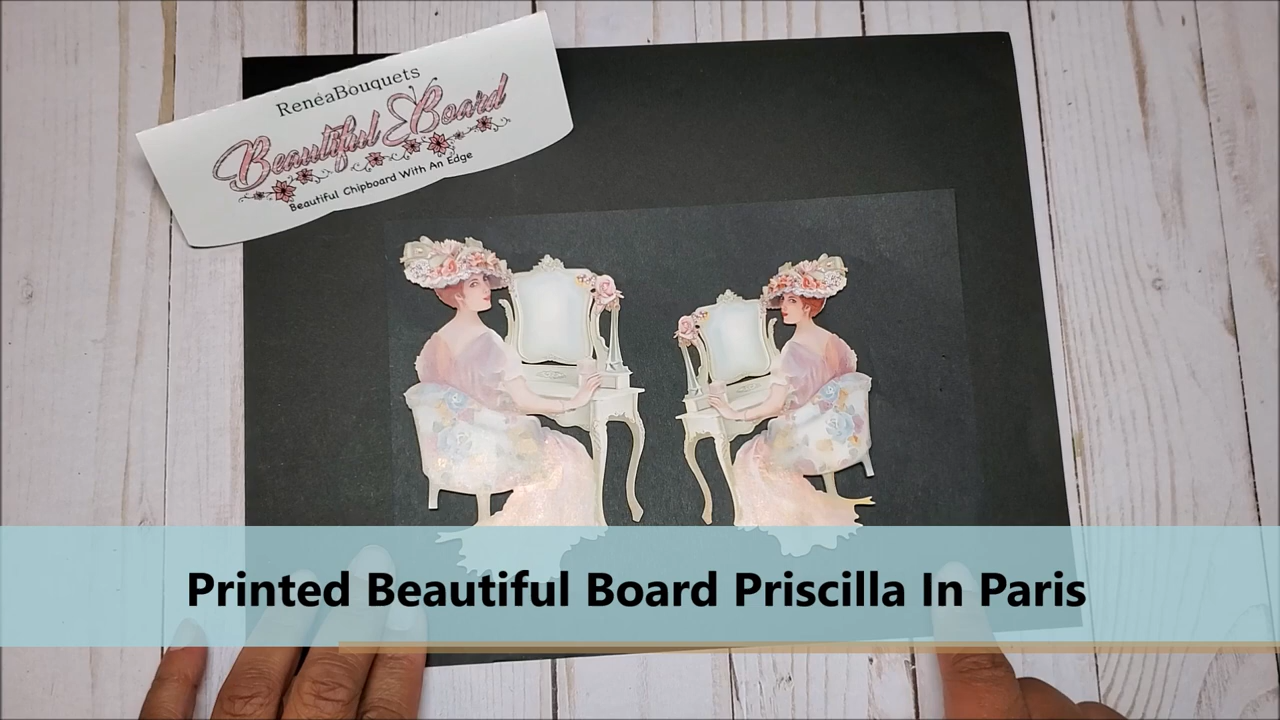 RenéaBouquets
Beautiful Board
Beautiful Chipboard With An Edge
Printed Beautiful Board Priscilla In Paris